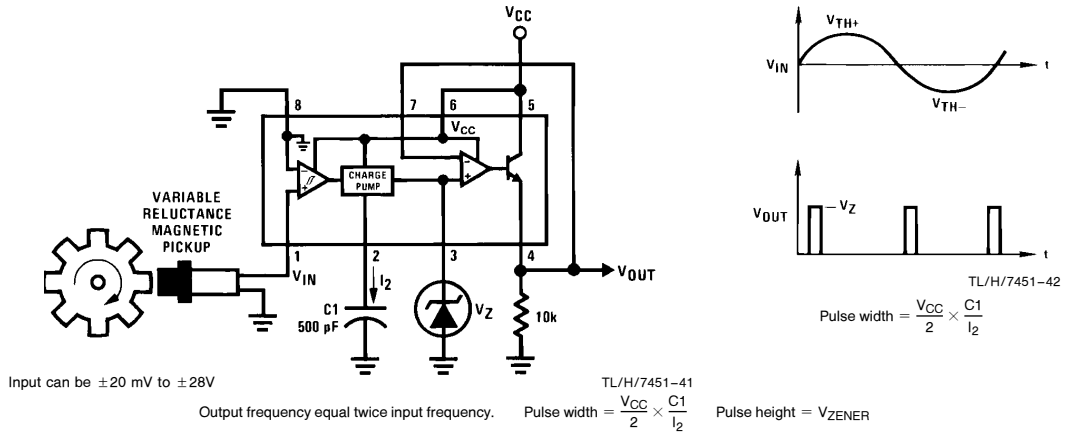 VCC
8
7
6
5
VCC
CHARGE
PUMP
VARIABLE
RELUCTANCE
MAGNETIC
PICKUP
1
2
3
4
VIN
I2
VOUT
C1
500 pF
VZ
10k
Input can be ±20 mV to ±28V
TL/H/7451–41
Output frequency equal twice input frequency. Pulse width = VCC/2 × C1/I2 Pulse height = VZENER
VTH+
VIN
t
VTH−
VOUT
VZ
t
TL/H/7451–42
Pulse width = VCC/2 × C1/I2